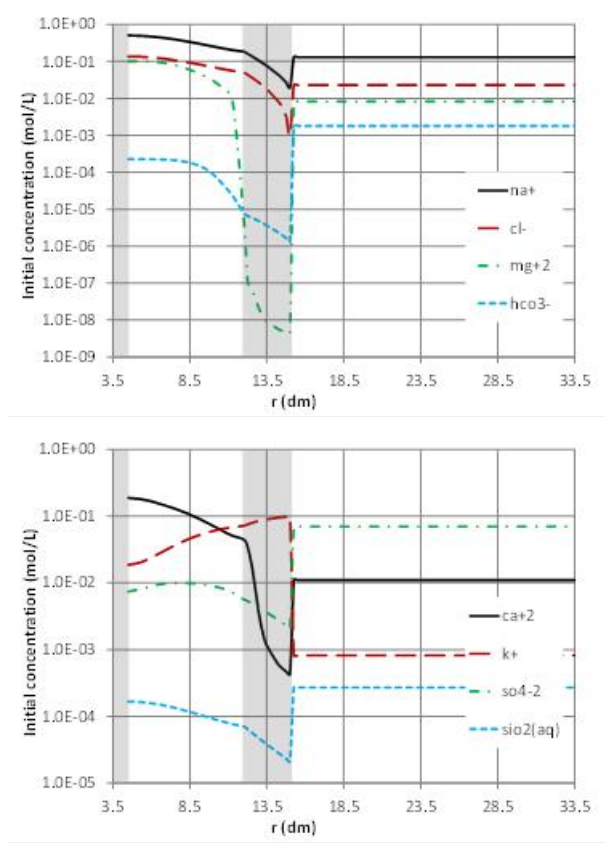 Initial concentration (mol/L)
1.0E+00
1.0E-01
1.0E-02
1.0E-03
1.0E-04
1.0E-05
1.0E-06
1.0E-07
1.0E-08
1.0E-09
na+
cl-
mg+2
hco3-
3.5 8.5 13.5 18.5 23.5 28.5 33.5
r (dm)
Initial concentration (mol/L)
1.0E+00
1.0E-01
1.0E-02
1.0E-03
1.0E-04
1.0E-05
ca+2
k+
so4-2
sio2(aq)
3.5 8.5 13.5 18.5 23.5 28.5 33.5
r (dm)